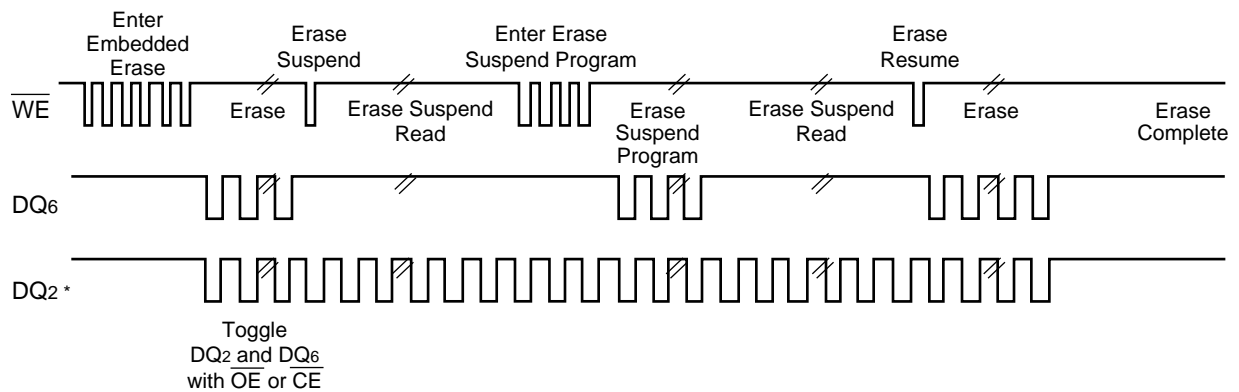 Enter
Embedded
Erase
Erase
Suspend
Enter Erase
Suspend Program
Erase
Resume
WE
Erase
Erase Suspend
Read
Erase
Suspend
Program
Erase Suspend
Read
Erase
Erase
Complete
DQ6
DQ2 *
Toggle
DQ2 and DQ6
with OE or CE